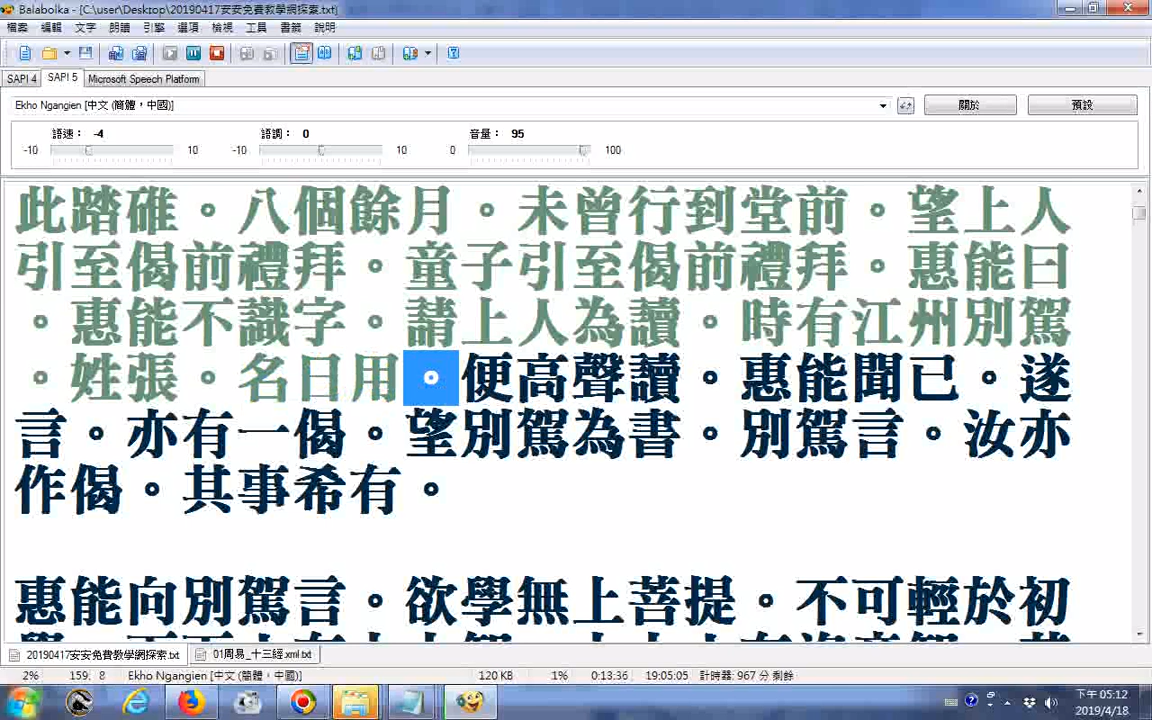 Balabolka - [C:\user\Desktop\20190417安安免費教學網探索.txt]
檔案 編輯 文字 朗讀 引擎 選項 檢視 工具 書籤 說明
SAPI 4 SAPI 5 Microsoft Speech Platform
Ekho Ngangien [中文 (簡體，中國)] 關於 預設
語速： -4 語調： 0 音量： 95
-10 10 -10 10 0 100
此踏碓。八個餘月。未曾行到堂前。望上人
引至偈前禮拜。童子引至偈前禮拜。惠能曰
。惠能不識字。請上人為讀。時有江州別駕
。姓張。名日用。便高聲讀。惠能聞已。遂
言。亦有一偈。望別駕為書。別駕言。汝亦
作偈。其事希有。
惠能向別駕言。欲學無上菩提。不可輕於初
20190417安安免費教學網探索.txt 01周易_十三經.xml.txt
2% 159. 8 Ekho Ngangien [中文 (簡體，中國)] 120 KB 1% 0:13:36 19:05:05 計時器: 967 分 剩餘
下午 05:12
2019/4/18